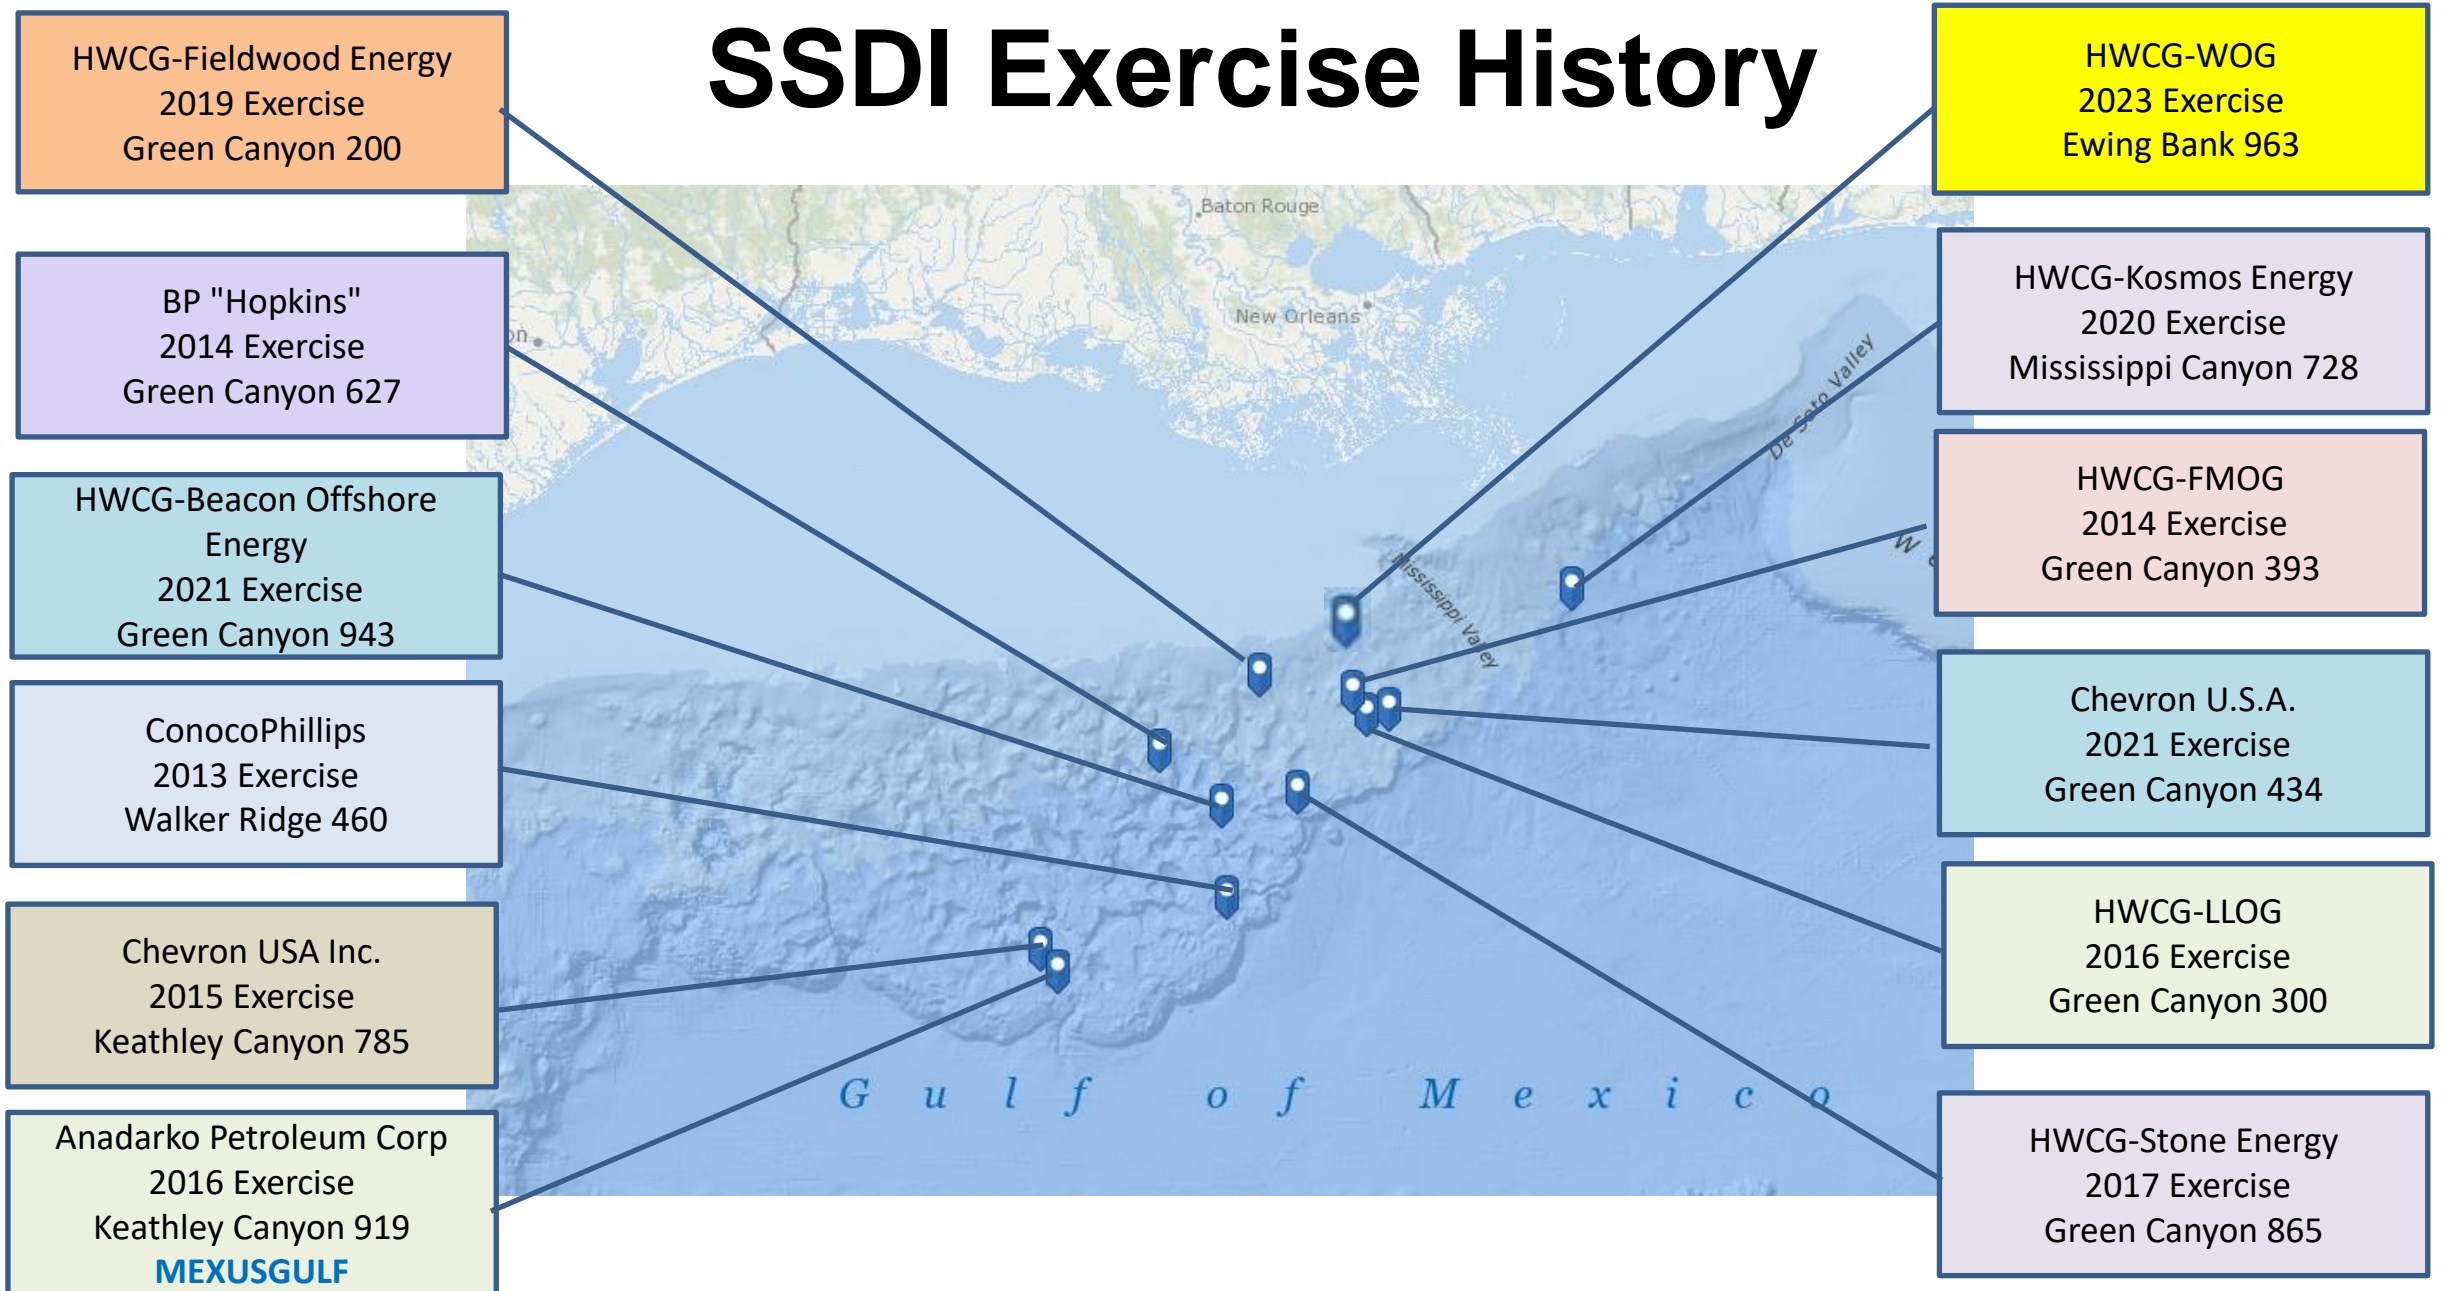 SSDI Exercise History
HWCG-Fieldwood Energy
2019 Exercise
Green Canyon 200
BP "Hopkins"
2014 Exercise
Green Canyon 627
HWCG-Beacon Offshore
Energy
2021 Exercise
Green Canyon 943
ConocoPhillips
2013 Exercise
Walker Ridge 460
Chevron USA Inc.
2015 Exercise
Keathley Canyon 785
Anadarko Petroleum Corp
2016 Exercise
Keathley Canyon 919
MEXUSGULF
Baton Rouge
New Orleans
De Soto Valley
Mississippi Valley
Gulf of Mexico
HWCG-WOG
2023 Exercise
Ewing Bank 963
HWCG-Kosmos Energy
2020 Exercise
Mississippi Canyon 728
HWCG-FMOG
2014 Exercise
Green Canyon 393
Chevron U.S.A.
2021 Exercise
Green Canyon 434
HWCG-LLOG
2016 Exercise
Green Canyon 300
HWCG-Stone Energy
2017 Exercise
Green Canyon 865